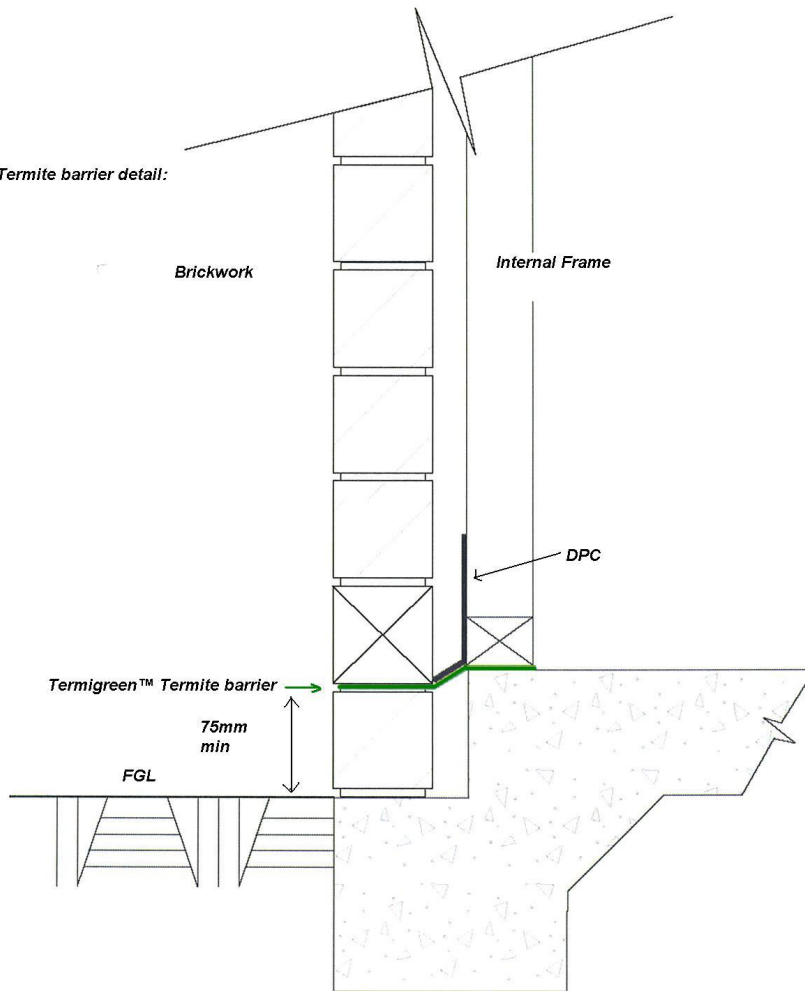 Termite barrier detail:
Brickwork
Internal Frame
DPC
Termigreen™ Termite barrier
75mm
min
FGL